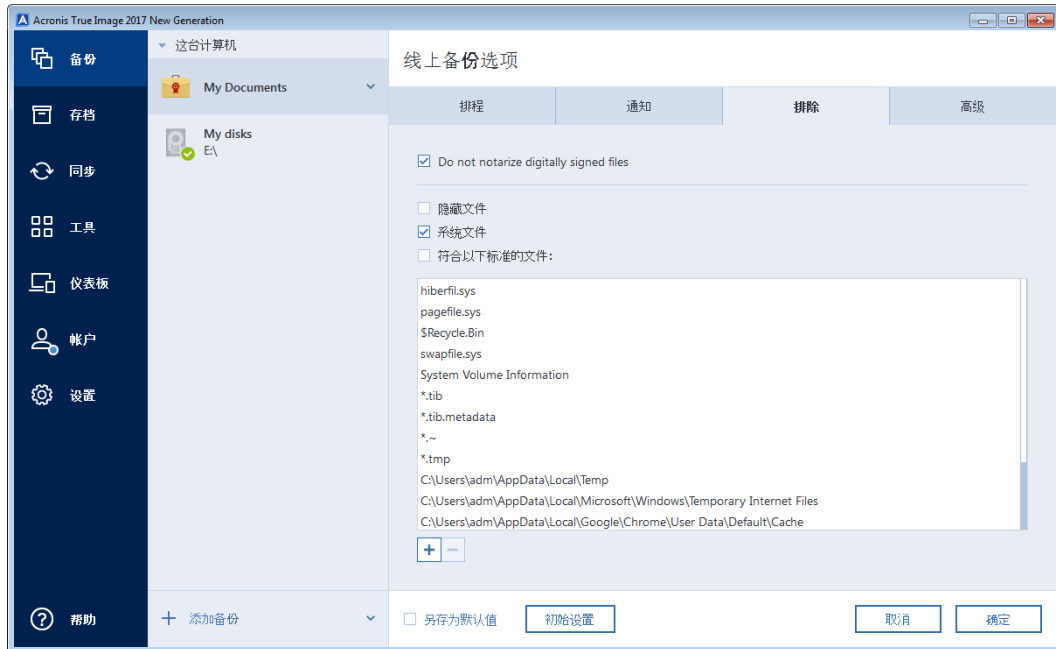 Acronis True Image 2017 New Generation
备份
存档
同步
工具
仪表板
帐户
设置
帮助
这台计算机
My Documents
My disks
E:\
添加备份
线上备份选项
排程
通知
排除
高级
Do not notarize digitally signed files
隐藏文件
系统文件
符合以下标准的文件:
hiberfil.sys
pagefile.sys
$Recycle.Bin
swapfile.sys
System Volume Information
*.tib
*.tib.metadata
*.~
*.tmp
C:\Users\adm\AppData\Local\Temp
C:\Users\adm\AppData\Local\Microsoft\Windows\Temporary Internet Files
C:\Users\adm\AppData\Local\Google\Chrome\User Data\Default\Cache
另存为默认值
初始设置
取消
确定